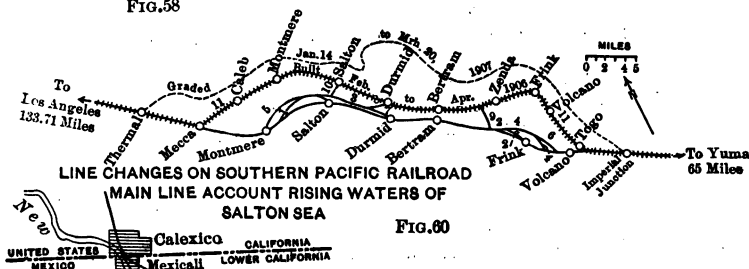 FIG.58
Graded
Jan.14
to Mrh. 20, 1907
MILES
0 2 4 5
To
Los Angeles
133.71 Miles
Thermal
Mecca
11
Caleb
Montmere
Built
Salton
Feb.
Durmid
to
Bertram
Apr.
Zenda
1906
Frink
Volcano
11
Togo
Montmere
5
Salton
Durmid
Bertram
9
2
4
2
Frink
6
Volcano
Imperial
Junction
To Yuma
65 Miles
LINE CHANGES ON SOUTHERN PACIFIC RAILROAD
MAIN LINE ACCOUNT RISING WATERS OF
SALTON SEA
FIG.60
New
Calexico
UNITED STATES CALIFORNIA
MEXICO LOWER CALIFORNIA
Mexicali